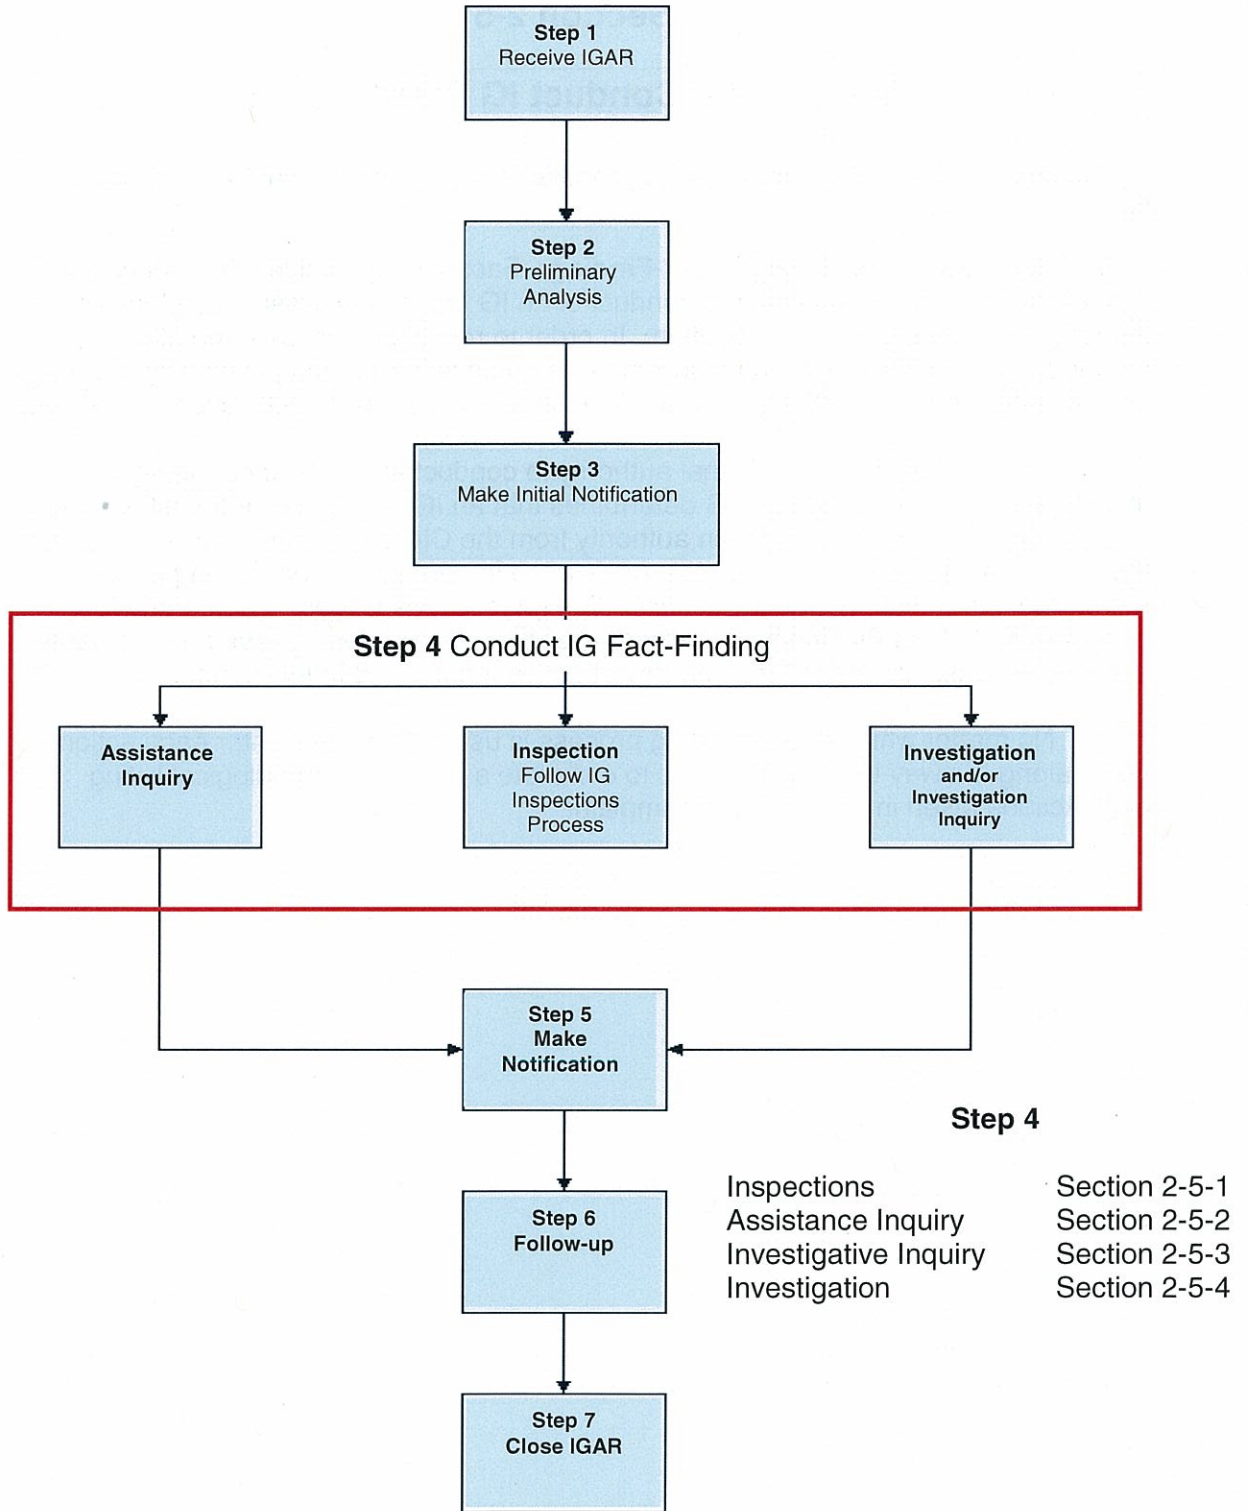 Step 1
Receive IGAR
Step 2
Preliminary
Analysis
Step 3
Make Initial Notification
Step 4 Conduct IG Fact-Finding
Assistance
Inquiry
Inspection
Follow IG
Inspections
Process
Investigation
and/or
Investigation
Inquiry
Step 5
Make
Notification
Step 4
Inspections Section 2-5-1
Assistance Inquiry Section 2-5-2
Investigative Inquiry Section 2-5-3
Investigation Section 2-5-4
Step 6
Follow-up
Step 7
Close IGAR